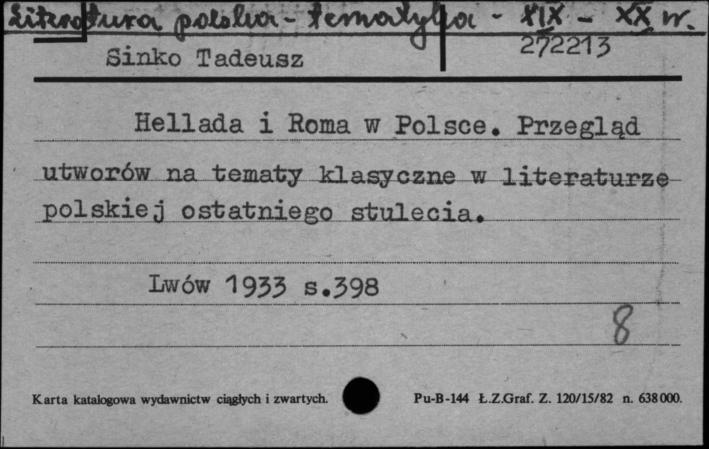 Literatura polska - tematyka - XIX - XX w.
Sinko Tadeusz
272213
Hellada i Roma w Polsce. Przegląd
utworów na tematy klasyczne w literaturze
polskiej ostatniego stulecia.
Lwów 1933 s.398
8
Karta katalogowa wydawnictw ciągłych i zwartych.
Pu-B-144 Ł.Z.Graf. Z. 120/15/82 n. 638000.